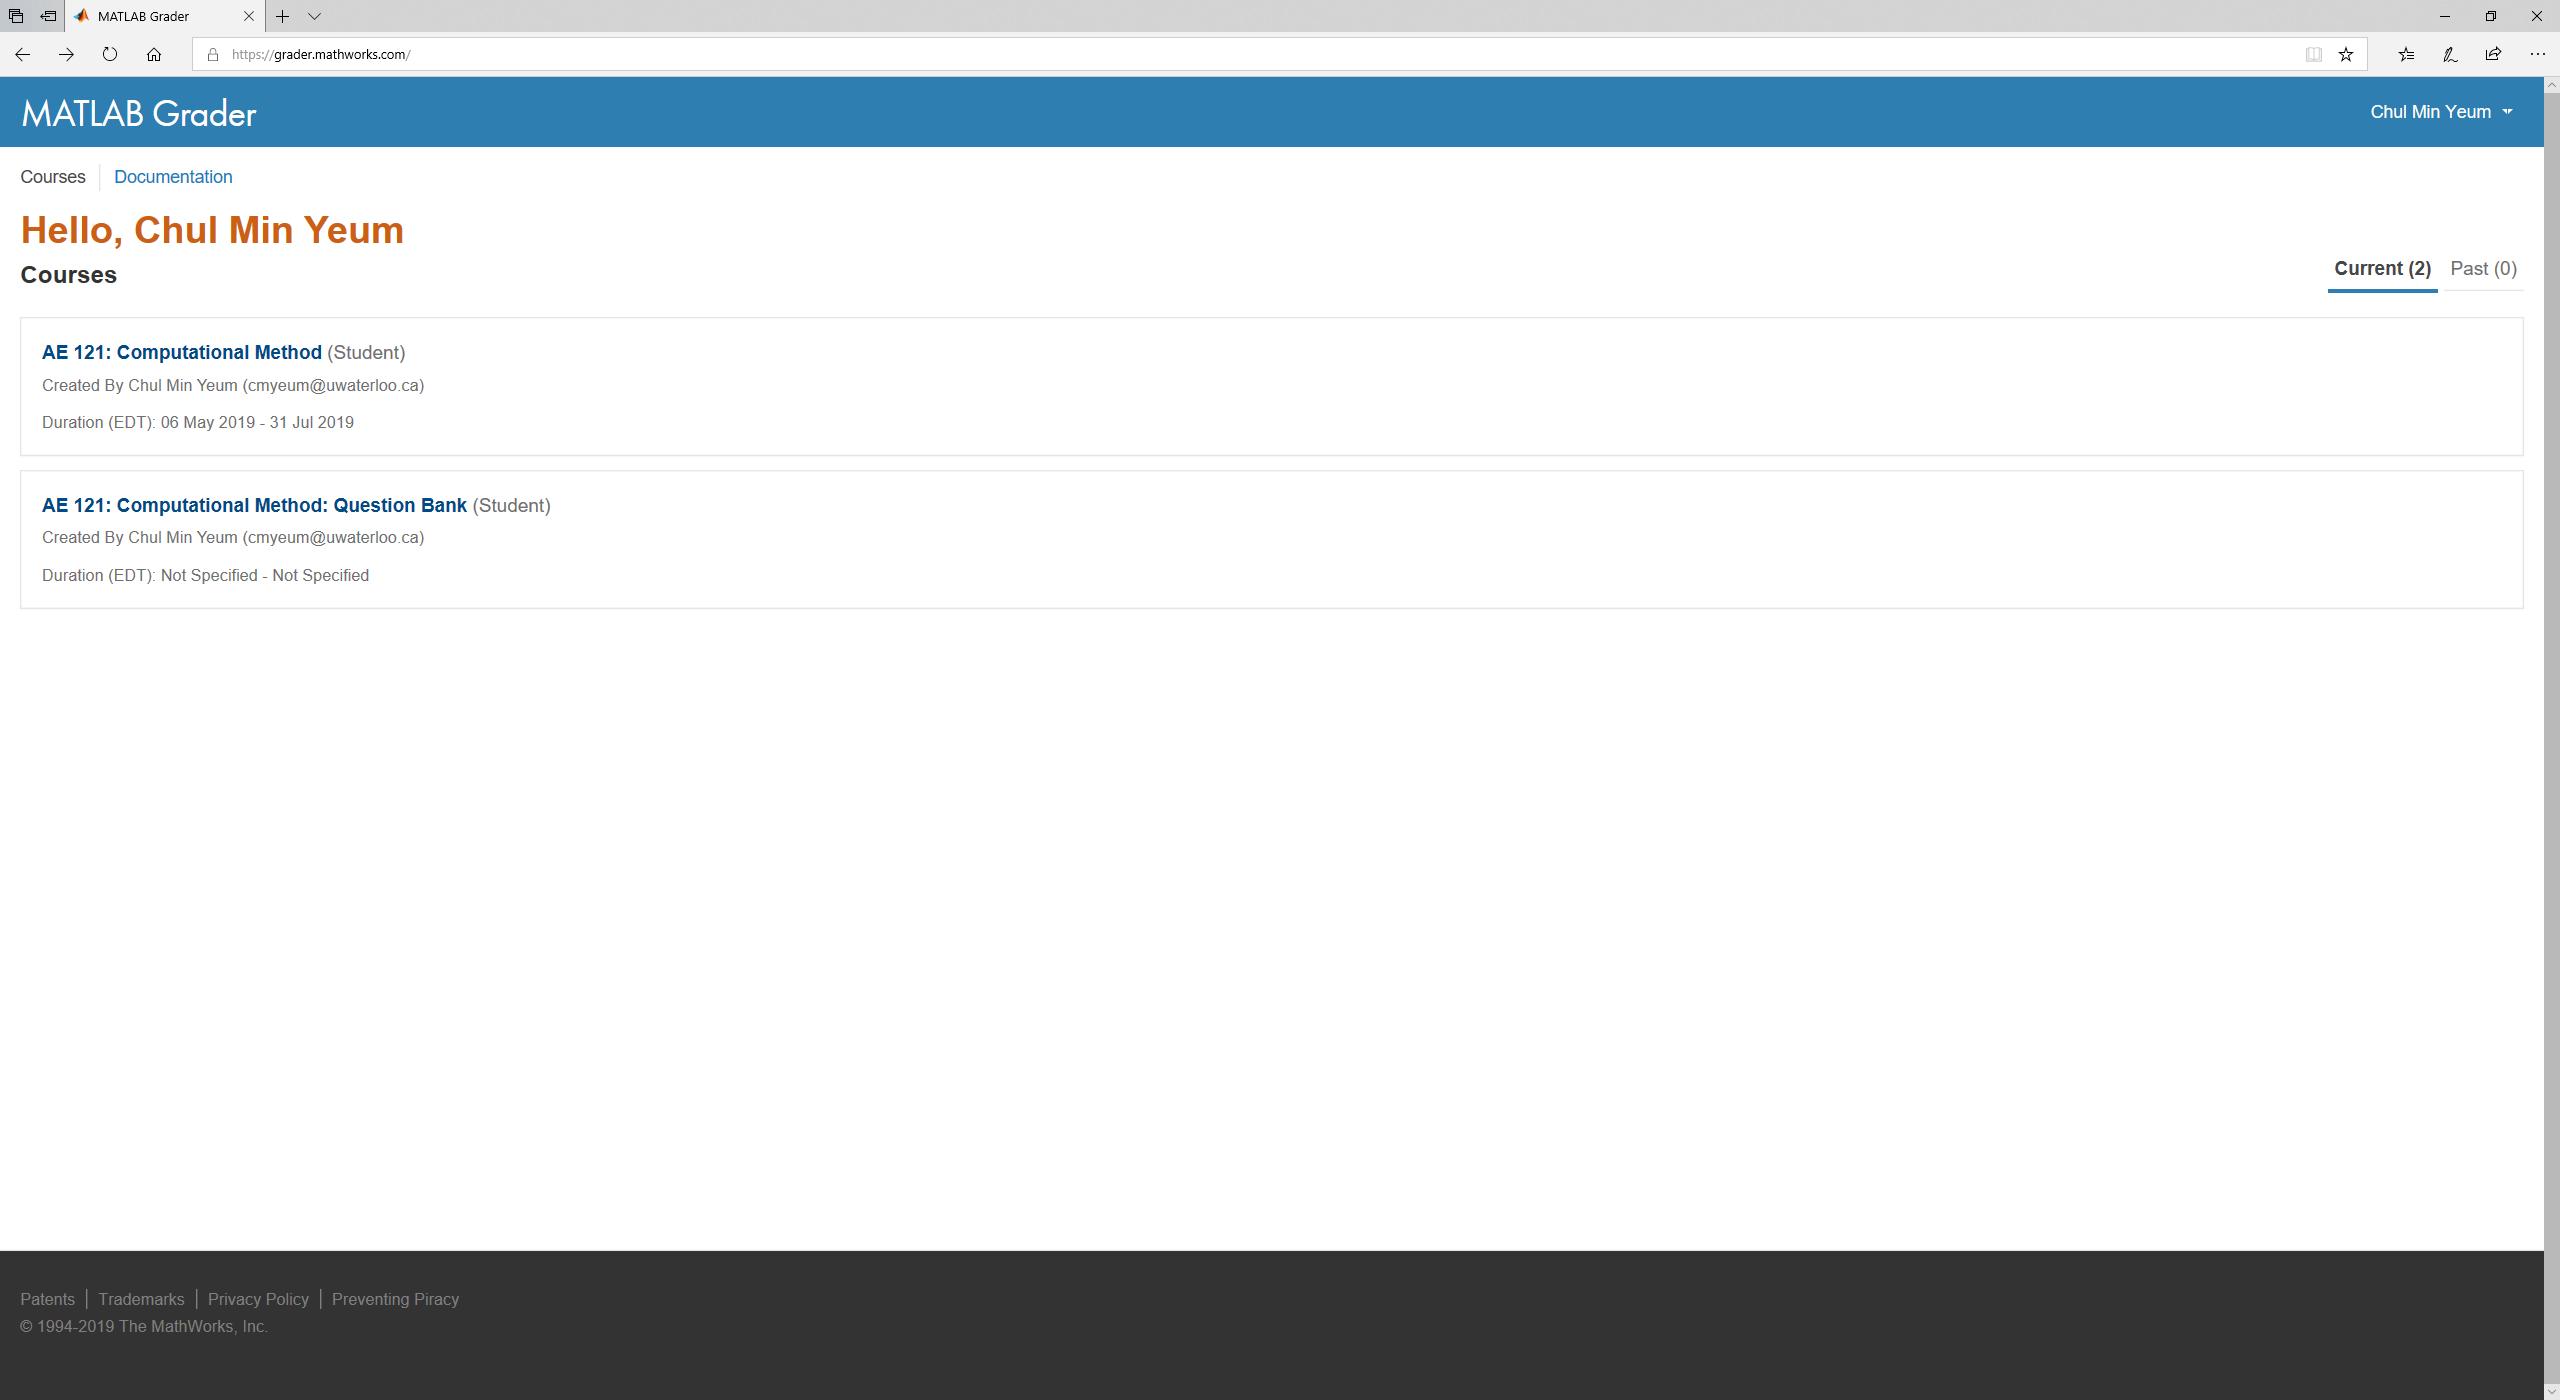 MATLAB Grader
https://grader.mathworks.com/
MATLAB Grader
Chul Min Yeum
Courses
Documentation
Hello, Chul Min Yeum
Courses
Current (2)
Past (0)
AE 121: Computational Method (Student)
Created By Chul Min Yeum (cmyeum@uwaterloo.ca)
Duration (EDT): 06 May 2019 - 31 Jul 2019
AE 121: Computational Method: Question Bank (Student)
Created By Chul Min Yeum (cmyeum@uwaterloo.ca)
Duration (EDT): Not Specified - Not Specified
Patents | Trademarks | Privacy Policy | Preventing Piracy
© 1994-2019 The MathWorks, Inc.